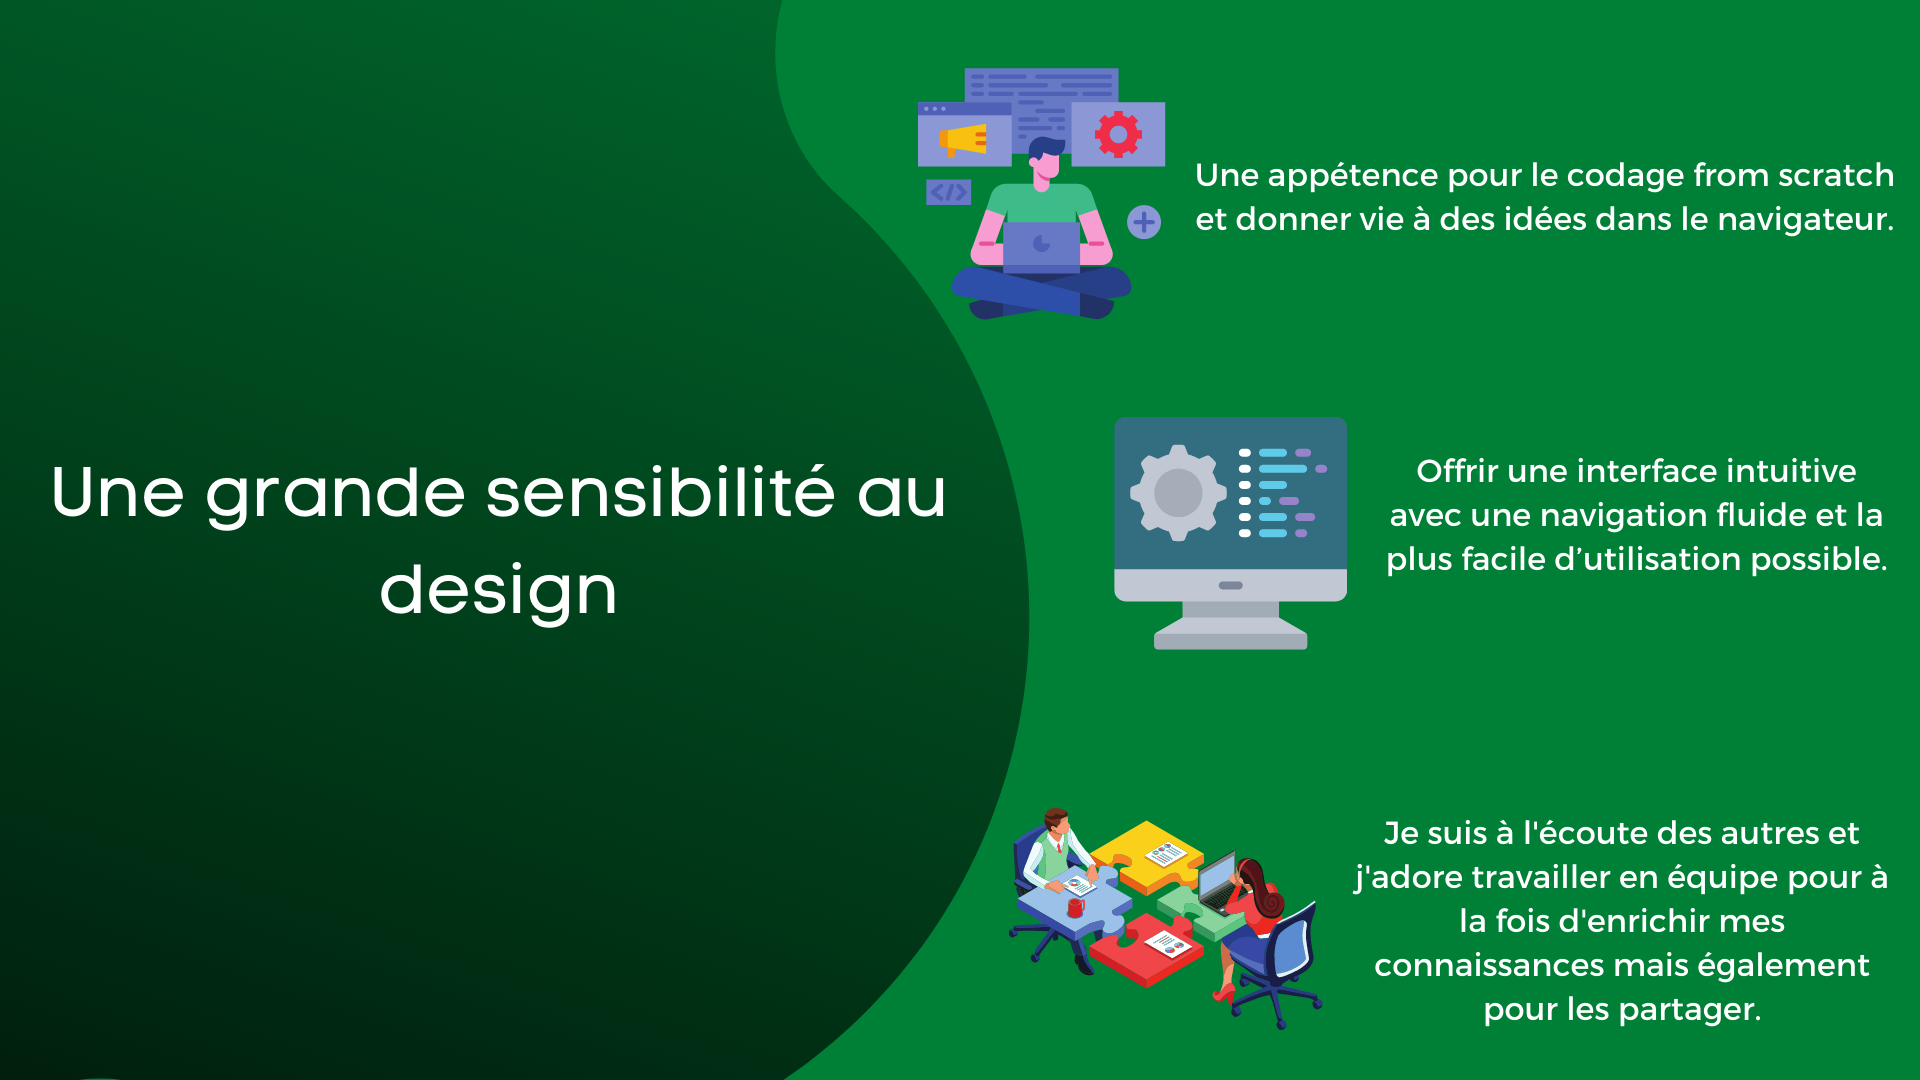 Une grande sensibilité au
design
Une appétence pour le codage from scratch
et donner vie à des idées dans le navigateur.
Offrir une interface intuitive
avec une navigation fluide et la
plus facile d’utilisation possible.
Je suis à l'écoute des autres et
j'adore travailler en équipe pour à
la fois d'enrichir mes
connaissances mais également
pour les partager.